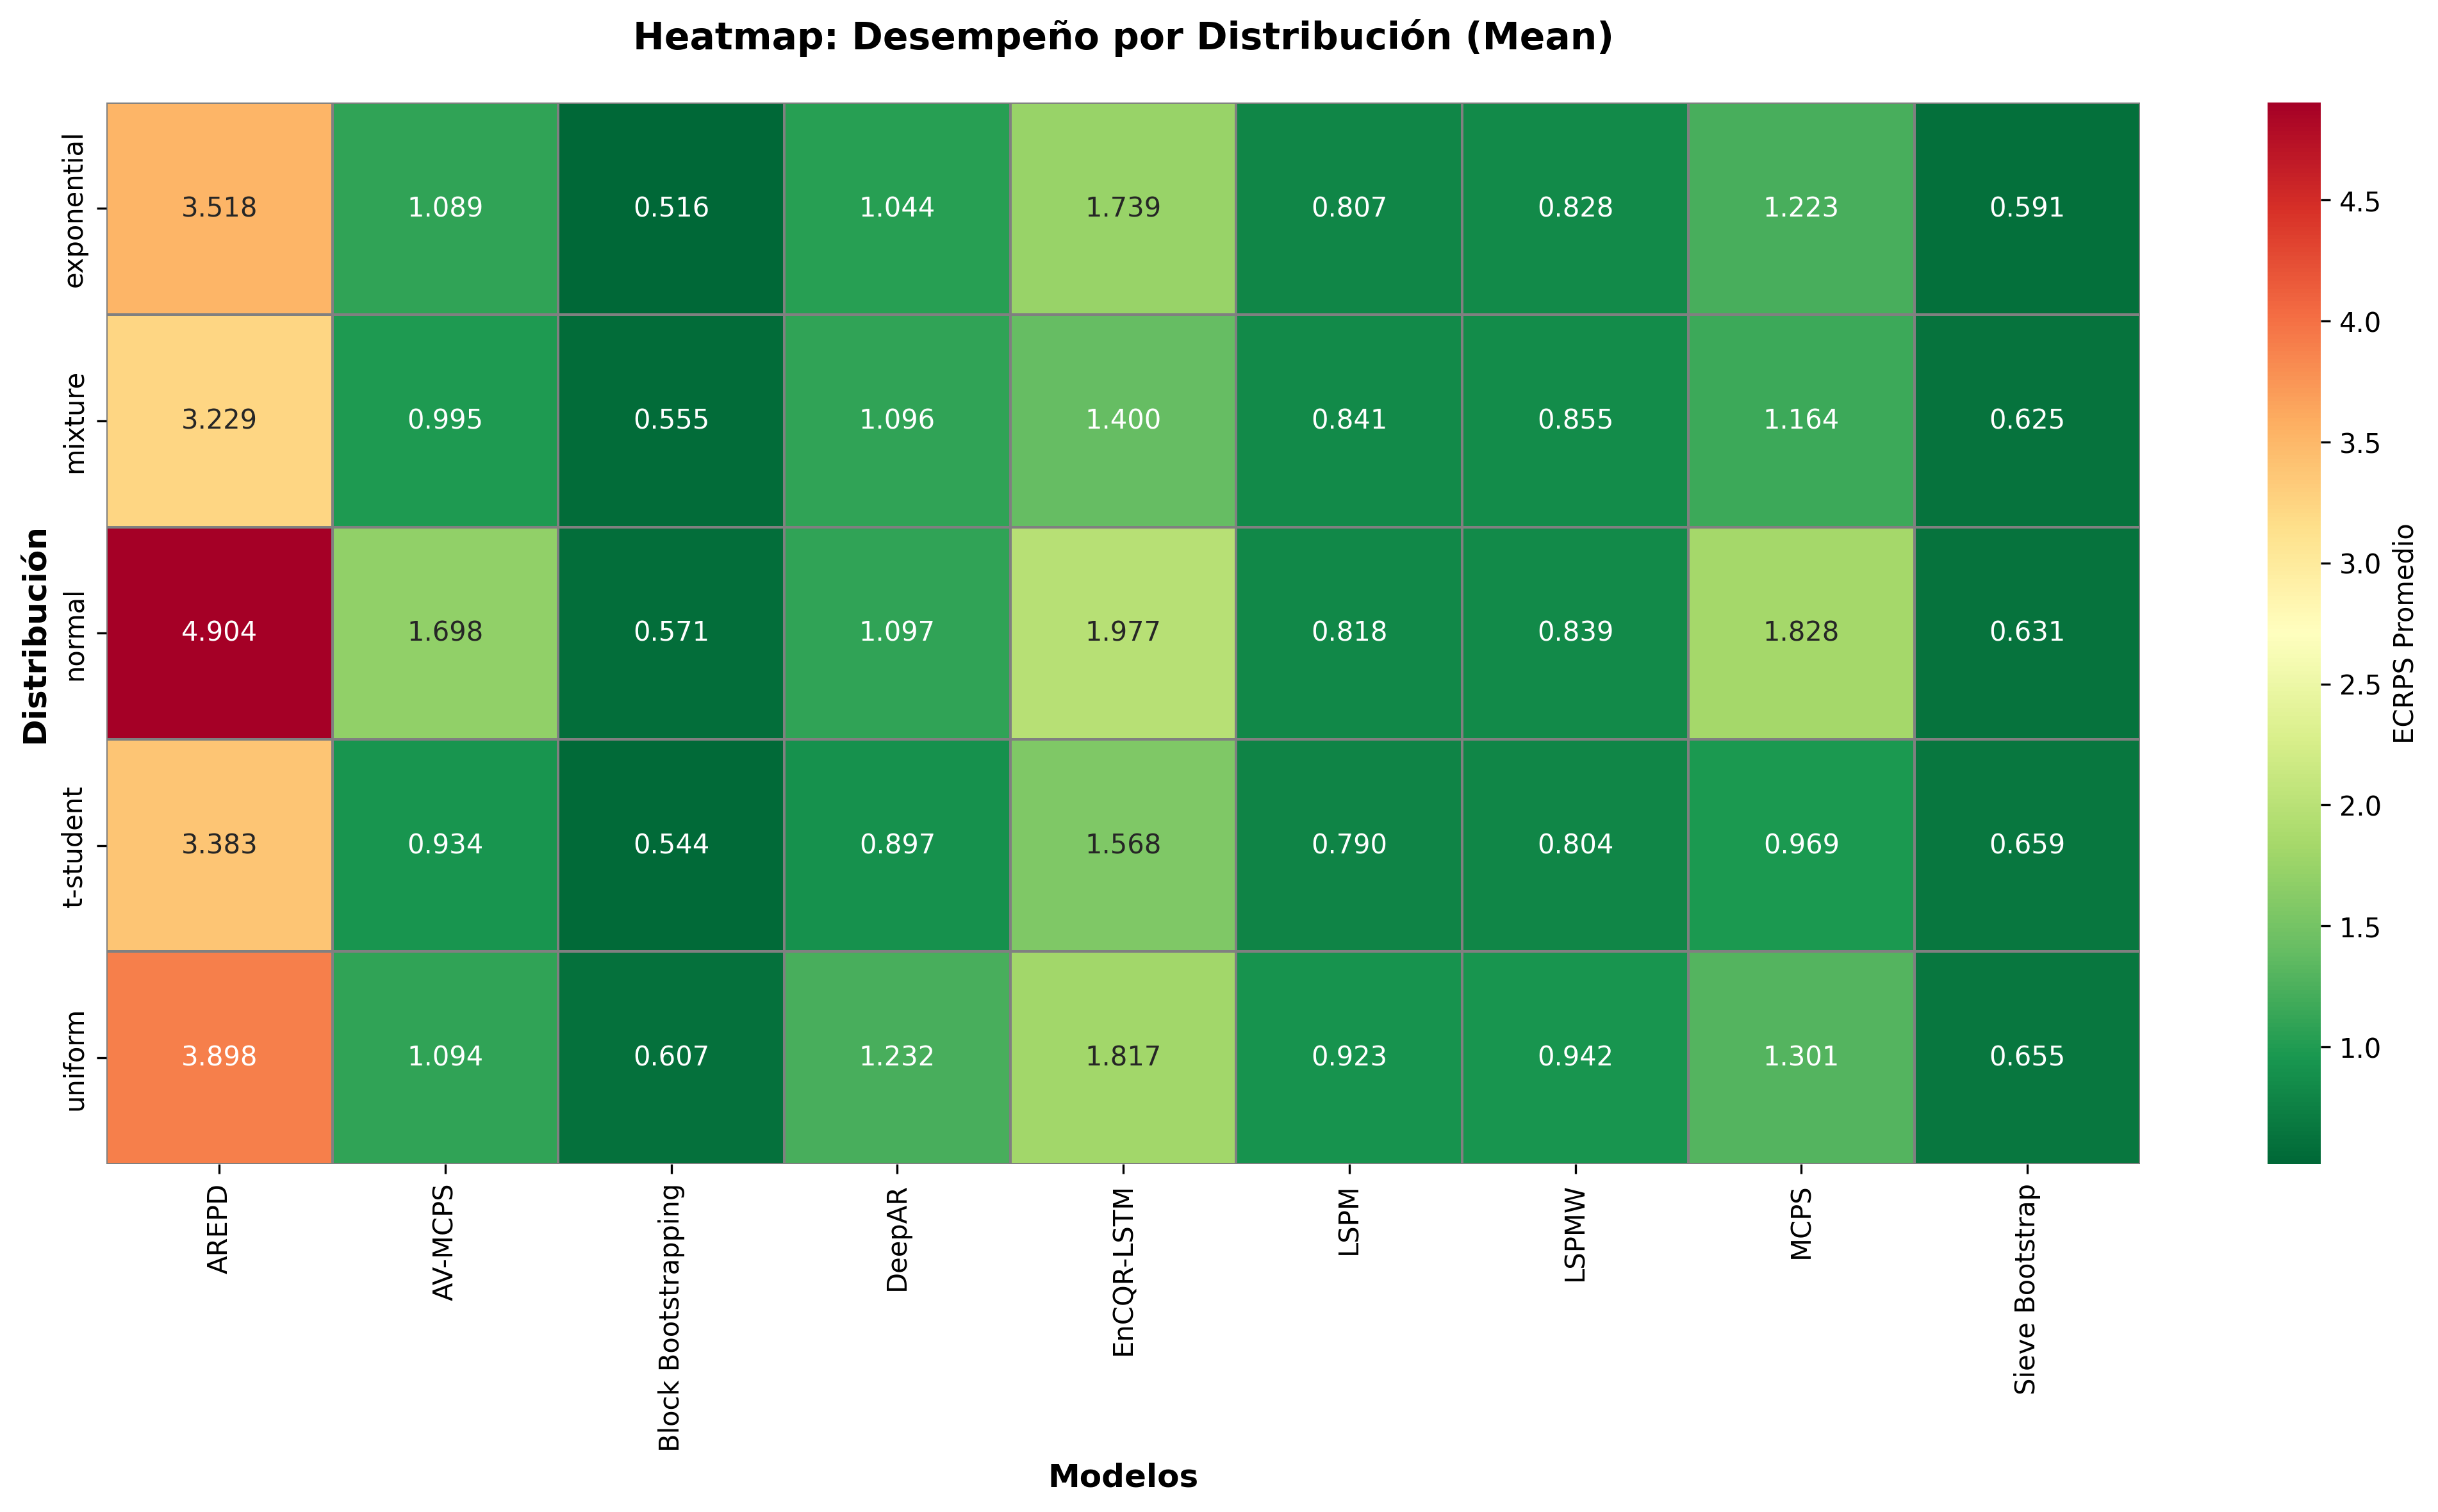 Heatmap: Desempeño por Distribución (Mean)
Distribución
exponential
3.518 1.089 0.516 1.044 1.739 0.807 0.828 1.223 0.591
mixture
3.229 0.995 0.555 1.096 1.400 0.841 0.855 1.164 0.625
normal
4.904 1.698 0.571 1.097 1.977 0.818 0.839 1.828 0.631
t-student
3.383 0.934 0.544 0.897 1.568 0.790 0.804 0.969 0.659
uniform
3.898 1.094 0.607 1.232 1.817 0.923 0.942 1.301 0.655
AREPD
AV-MCPS
Block Bootstrapping
DeepAR
EnCQR-LSTM
LSPM
LSPMW
MCPS
Sieve Bootstrap
Modelos
4.5
4.0
3.5
3.0
2.5
2.0
1.5
1.0
ECRPS Promedio